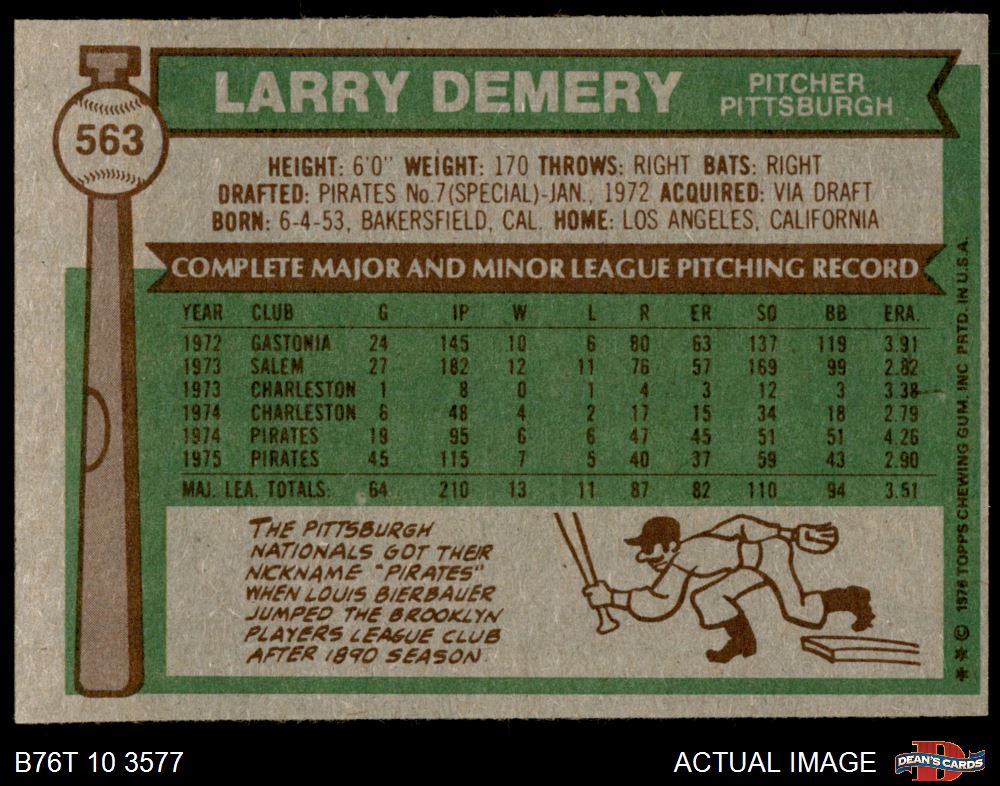 563
LARRY DEMERY
PITCHER
PITTSBURGH
HEIGHT: 6'0" WEIGHT: 170 THROWS: RIGHT BATS: RIGHT
DRAFTED: PIRATES No.7(SPECIAL)-JAN., 1972 ACQUIRED: VIA DRAFT
BORN: 6-4-53, BAKERSFIELD, CAL. HOME: LOS ANGELES, CALIFORNIA
COMPLETE MAJOR AND MINOR LEAGUE PITCHING RECORD
YEAR CLUB G IP W L R ER SO BB ERA.
1972 GASTONIA 24 145 10 6 80 63 137 119 3.91
1973 SALEM 27 182 12 11 76 57 169 99 2.82
1973 CHARLESTON 1 8 0 1 4 3 12 3 3.38
1974 CHARLESTON 6 48 4 2 17 15 34 18 2.79
1974 PIRATES 19 95 6 6 47 45 51 51 4.26
1975 PIRATES 45 115 7 5 40 37 59 43 2.90
MAJ. LEA. TOTALS: 64 210 13 11 87 82 110 94 3.51
THE PITTSBURGH
NATIONALS GOT THEIR
NICKNAME "PIRATES"
WHEN LOUIS BIERBAUER
JUMPED THE BROOKLYN
PLAYERS LEAGUE CLUB
AFTER 1890 SEASON
** © 1976 TOPPS CHEWING GUM, INC PRTD. IN U.S.A.
B76T 10 3577
ACTUAL IMAGE
D
DEAN'S CARDS